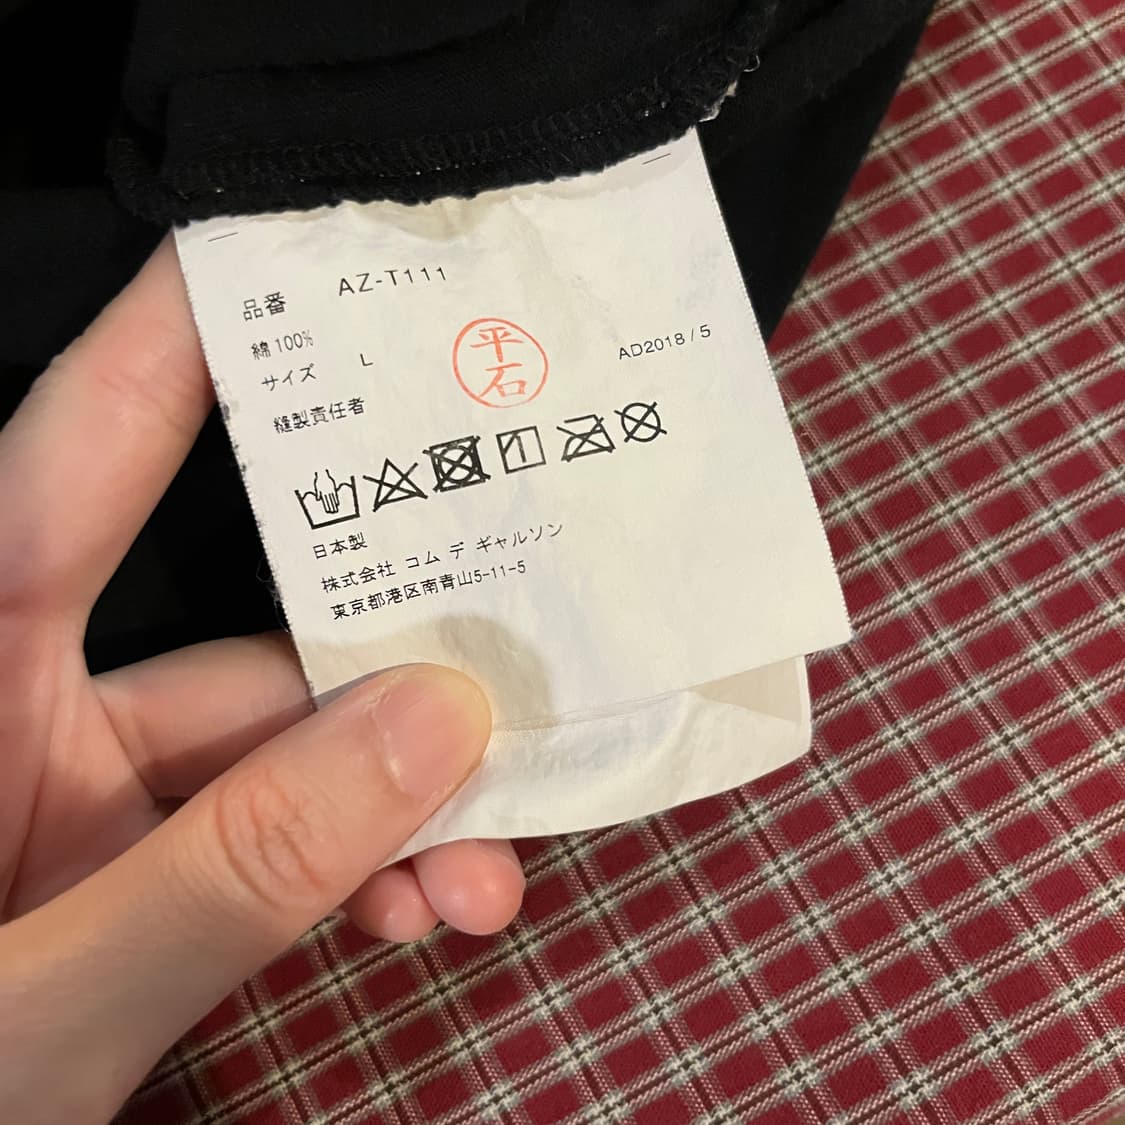 品番 AZ-T111
綿 100%
サイズ L
平石
AD2018 / 5
縫製責任者
日本製
株式会社 コム デ ギャルソン
東京都港区南青山5-11-5